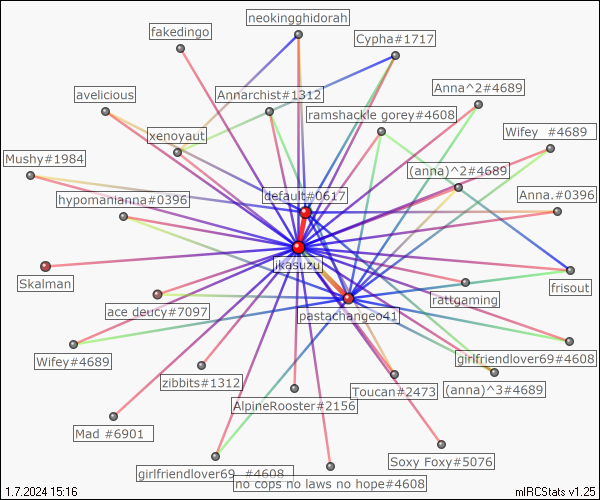 neokingghidorah
fakedingo
Cypha#1717
Anna^2#4689
avelicious
Annarchist#1312
ramshackle gorey#4608
xenoyaut
Wifey #4689
Mushy#1984
(anna)^2#4689
hypomanianna#0396
default#0617
Anna.#0396
ikasuzu
Skalman
frisout
rattgaming
ace deucy#7097
pastachangeo41
Wifey#4689
girlfriendlover69#4608
zibbits#1312
Toucan#2473
(anna)^3#4689
AlpineRooster#2156
Mad #6901
Soxy Foxy#5076
girlfriendlover69 #4608
no cops no laws no hope#4608
1.7.2024 15:16
mIRCStats v1.25